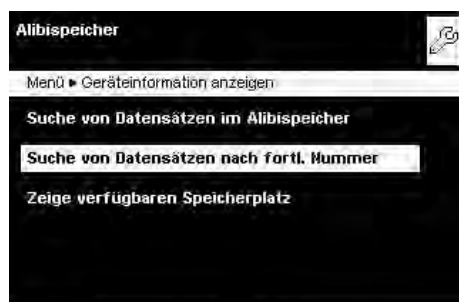 Alibispeicher
Menü ▸ Geräteinformation anzeigen
Suche von Datensätzen im Alibispeicher
Suche von Datensätzen nach fortl. Nummer
Zeige verfügbaren Speicherplatz